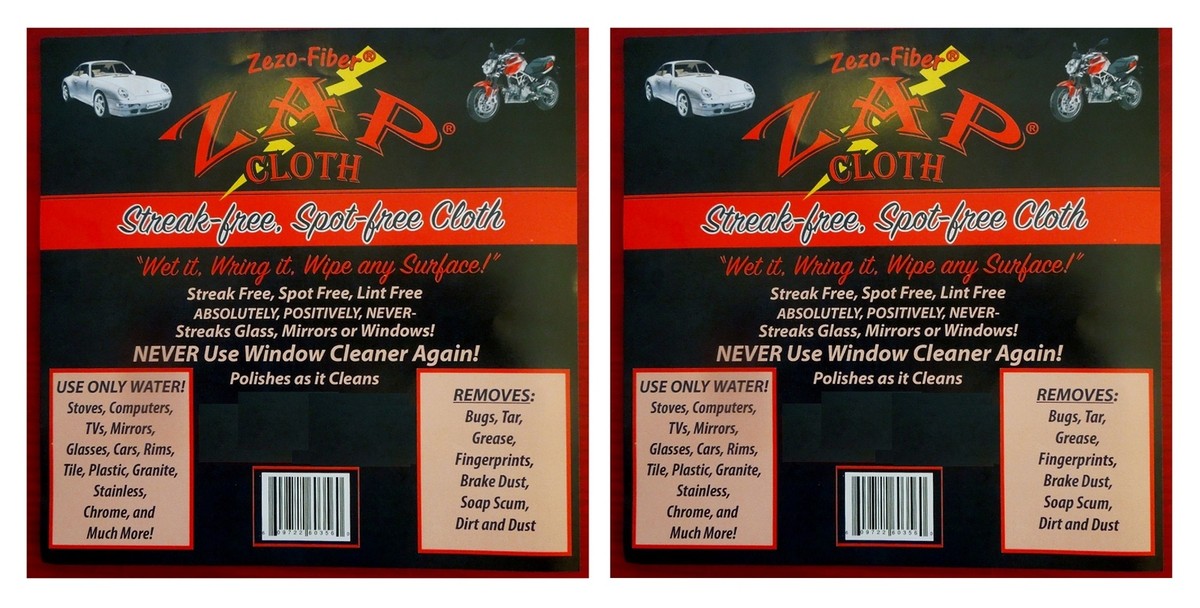 Zezo-Fiber®
ZAP®
CLOTH
Streak-free, Spot-free Cloth
"Wet it, Wring it, Wipe any Surface!"
Streak Free, Spot Free, Lint Free
ABSOLUTELY, POSITIVELY, NEVER-
Streaks Glass, Mirrors or Windows!
NEVER Use Window Cleaner Again!
Polishes as it Cleans
USE ONLY WATER!
Stoves, Computers,
TVs, Mirrors,
Glasses, Cars, Rims,
Tile, Plastic, Granite,
Stainless,
Chrome, and
Much More!
REMOVES:
Bugs, Tar,
Grease,
Fingerprints,
Brake Dust,
Soap Scum,
Dirt and Dust
Zezo-Fiber®
ZAP®
CLOTH
Streak-free, Spot-free Cloth
"Wet it, Wring it, Wipe any Surface!"
Streak Free, Spot Free, Lint Free
ABSOLUTELY, POSITIVELY, NEVER-
Streaks Glass, Mirrors or Windows!
NEVER Use Window Cleaner Again!
Polishes as it Cleans
USE ONLY WATER!
Stoves, Computers,
TVs, Mirrors,
Glasses, Cars, Rims,
Tile, Plastic, Granite,
Stainless,
Chrome, and
Much More!
REMOVES:
Bugs, Tar,
Grease,
Fingerprints,
Brake Dust,
Soap Scum,
Dirt and Dust